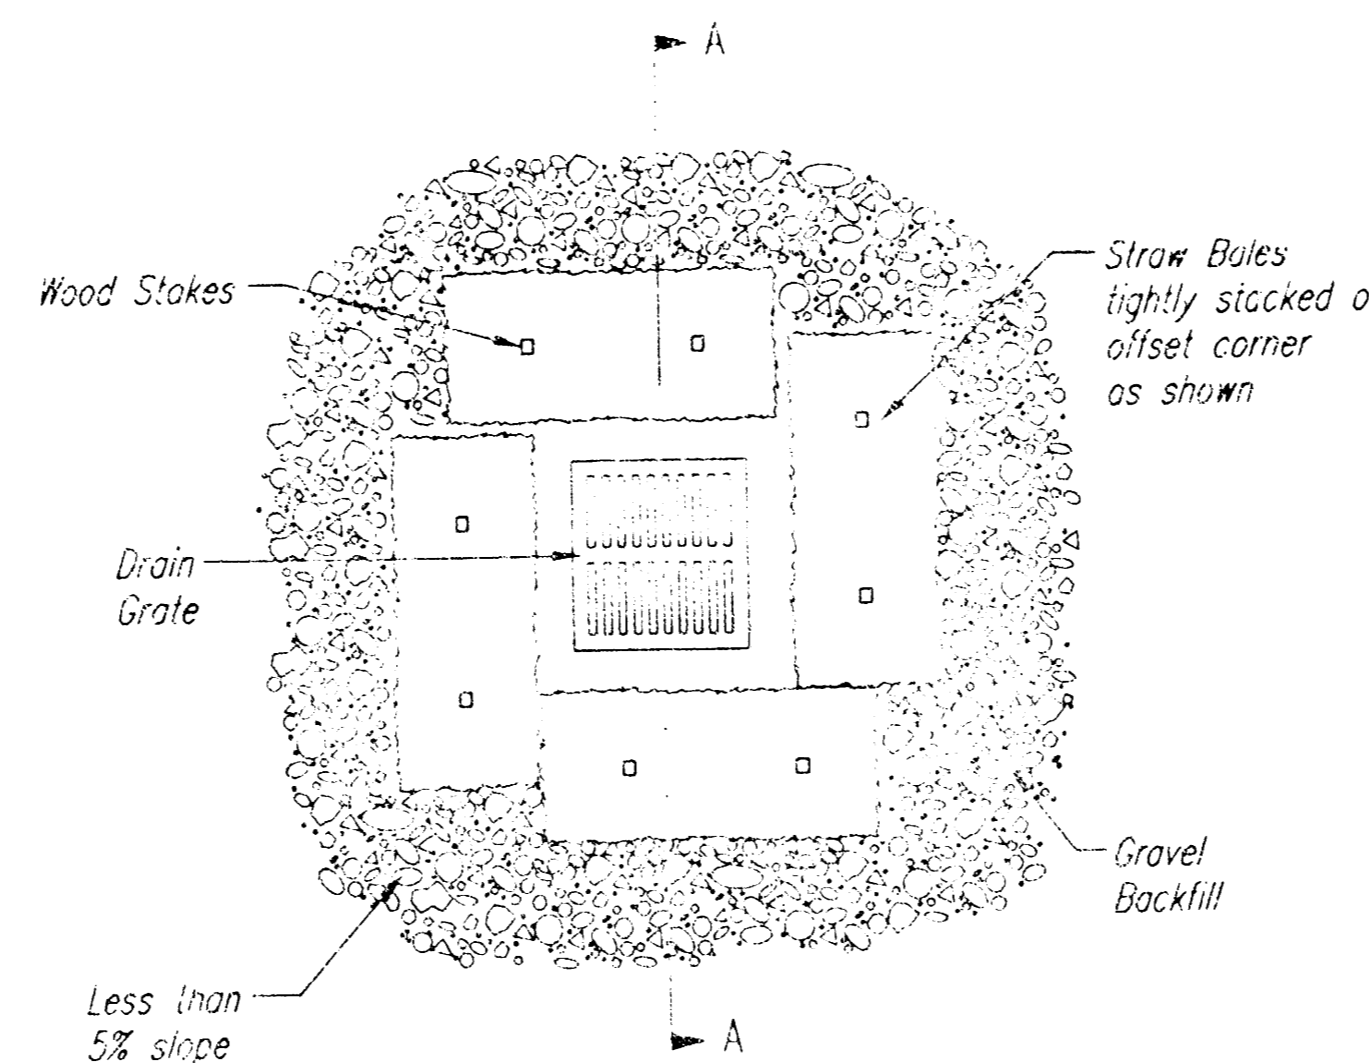 A
Wood Stakes
Straw Bales
tightly stacked
offset corner
as shown
Drain
Grate
Gravel
Backfill
Less than
5% slope
A